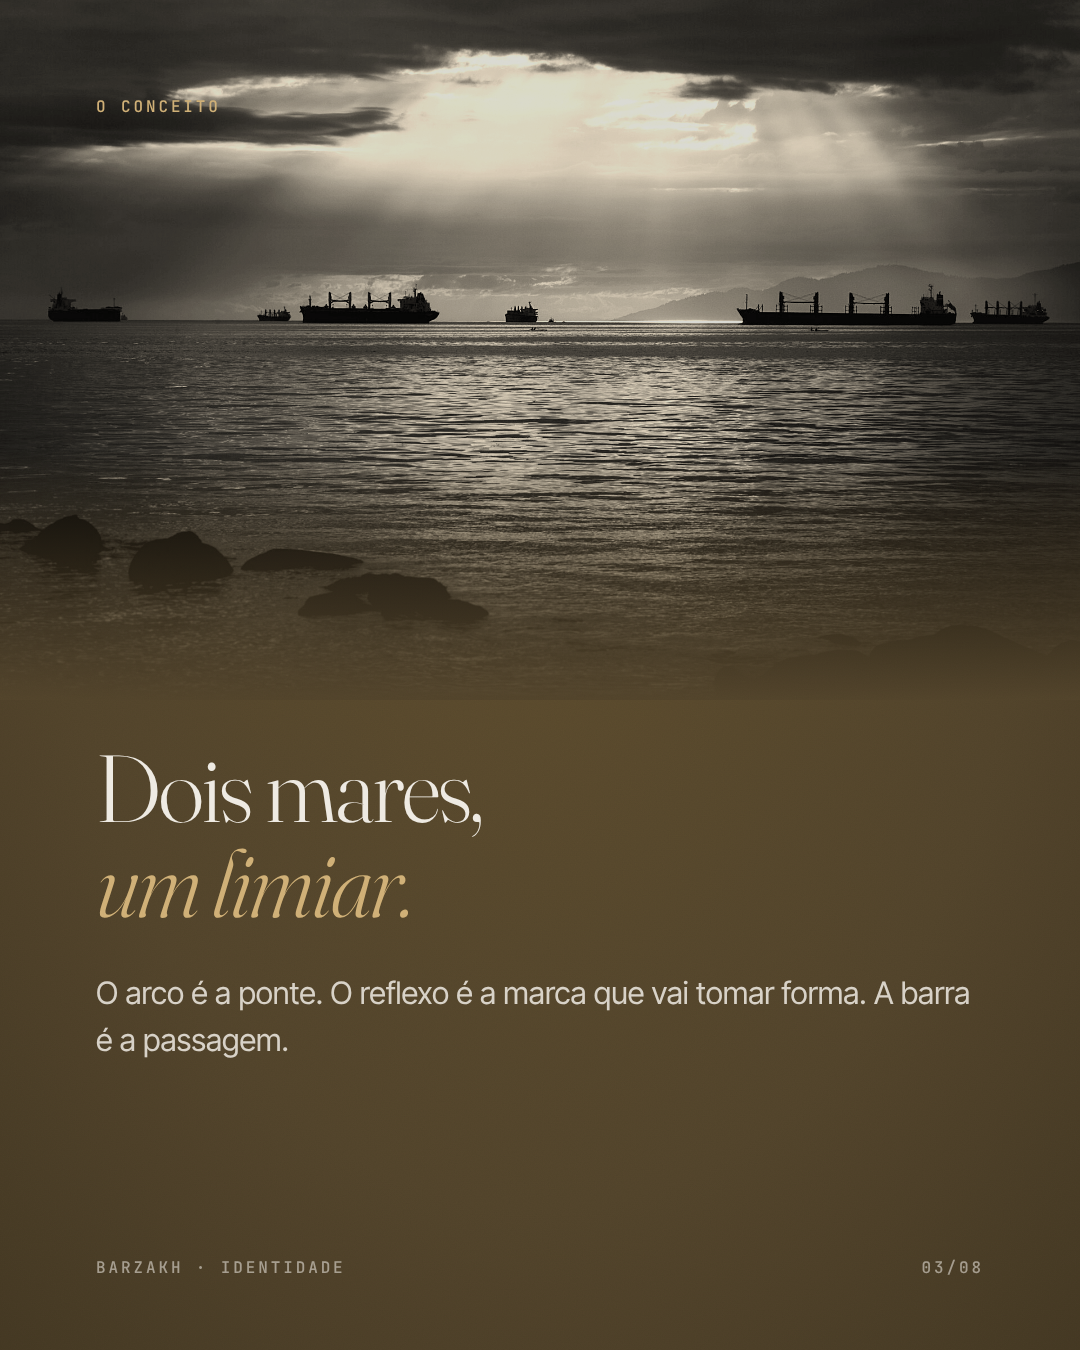 O CONCEITO
Dois mares,
um limiar.
O arco é a ponte. O reflexo é a marca que vai tomar forma. A barra
é a passagem.
BARZAKH · IDENTIDADE
03/08